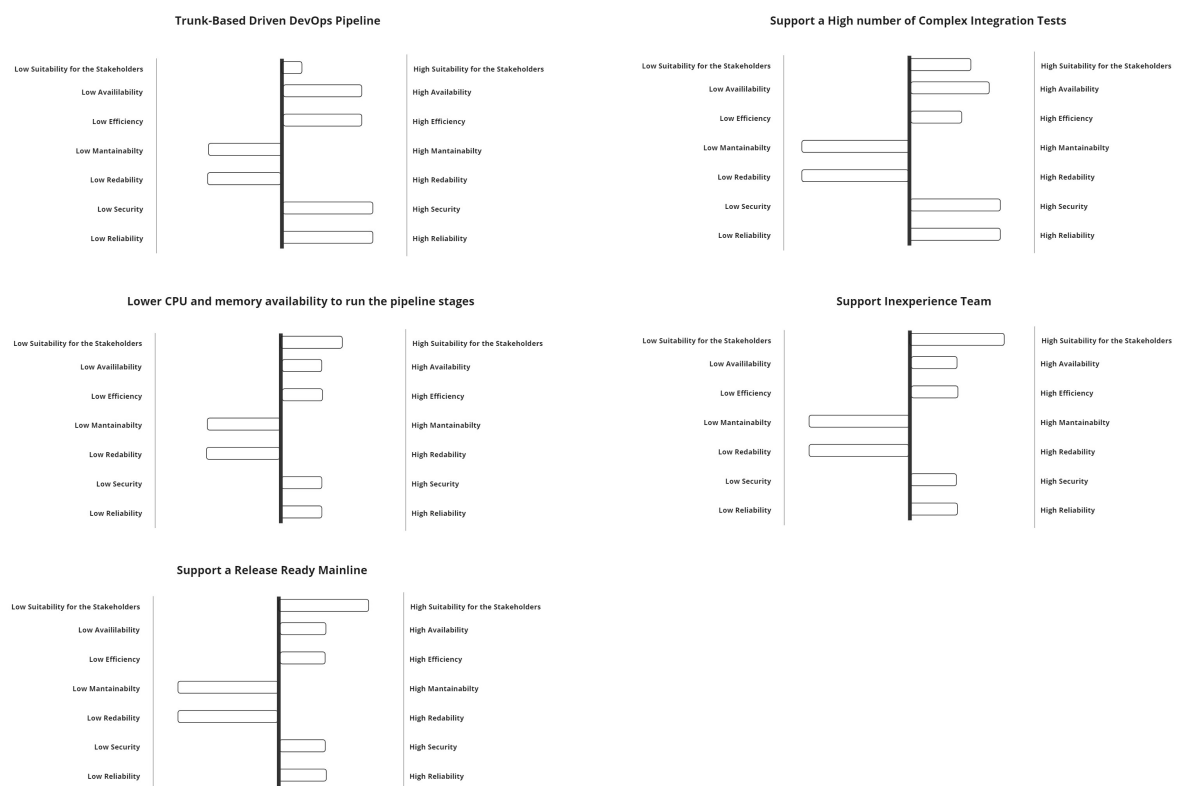 Trunk-Based Driven DevOps Pipeline
Low Suitability for the Stakeholders
High Suitability for the Stakeholders
Low Availilability
High Availability
Low Efficiency
High Efficiency
Low Mantainabilty
High Mantainabilty
Low Redability
High Redability
Low Security
High Security
Low Reliability
High Reliability
Support a High number of Complex Integration Tests
Low Suitability for the Stakeholders
High Suitability for the Stakeholders
Low Availilability
High Availability
Low Efficiency
High Efficiency
Low Mantainabilty
High Mantainabilty
Low Redability
High Redability
Low Security
High Security
Low Reliability
High Reliability
Lower CPU and memory availability to run the pipeline stages
Low Suitability for the Stakeholders
High Suitability for the Stakeholders
Low Availilability
High Availability
Low Efficiency
High Efficiency
Low Mantainabilty
High Mantainabilty
Low Redability
High Redability
Low Security
High Security
Low Reliability
High Reliability
Support Inexperience Team
Low Suitability for the Stakeholders
High Suitability for the Stakeholders
Low Availilability
High Availability
Low Efficiency
High Efficiency
Low Mantainabilty
High Mantainabilty
Low Redability
High Redability
Low Security
High Security
Low Reliability
High Reliability
Support a Release Ready Mainline
Low Suitability for the Stakeholders
High Suitability for the Stakeholders
Low Availilability
High Availability
Low Efficiency
High Efficiency
Low Mantainabilty
High Mantainabilty
Low Redability
High Redability
Low Security
High Security
Low Reliability
High Reliability